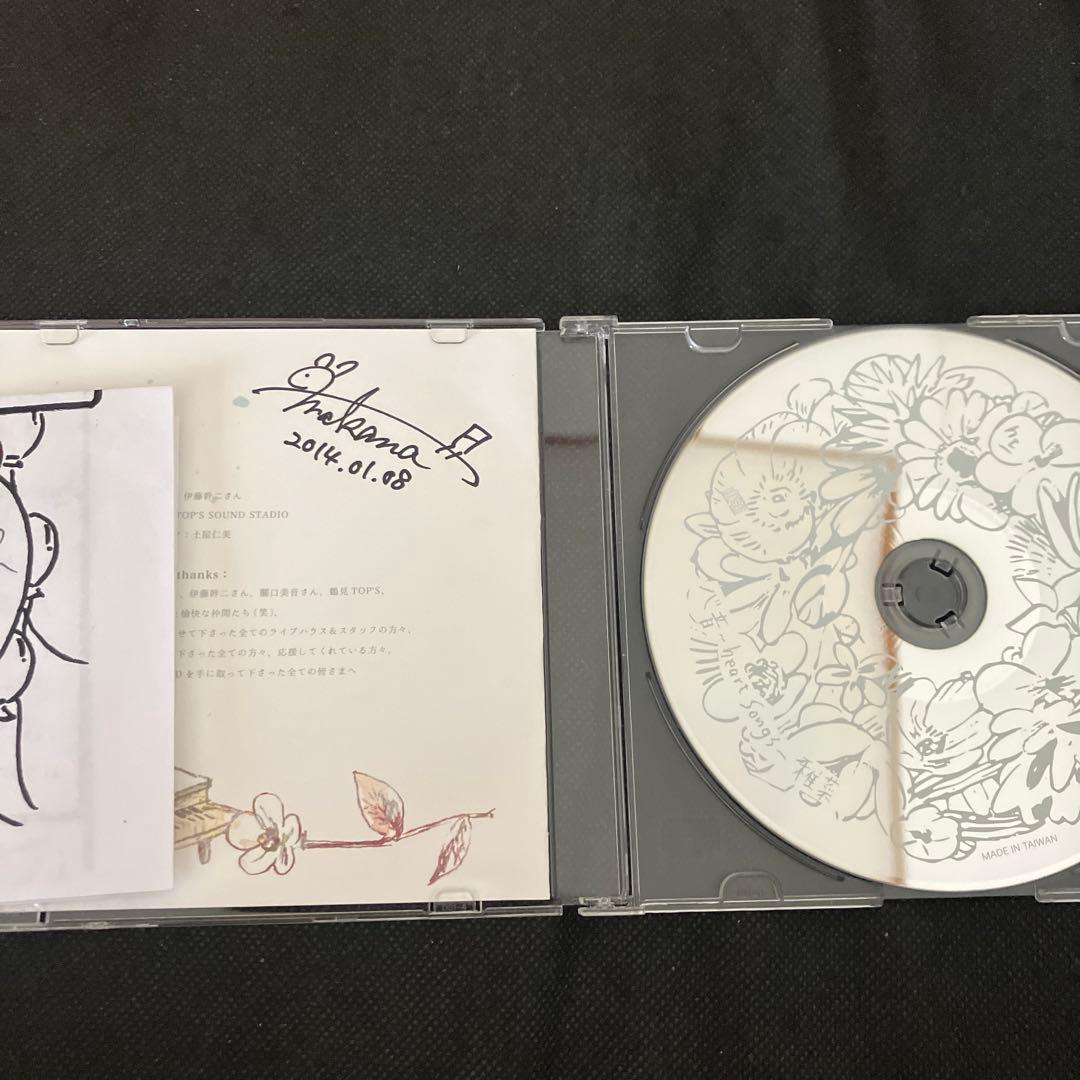 makana
2014.01.08
伊藤幹二さん
TOP'S SOUND STADIO
：土屋仁美
thanks：
、伊藤幹二さん、關口美音さん、鶴見TOP'S、
愉快な仲間たち（笑）、
せて下さった全てのライブハウス＆スタッフの方々、
下さった全ての方々、応援してくれている方々、
Dを手に取って下さった全ての皆さまへ
heart songs
MADE IN TAIWAN